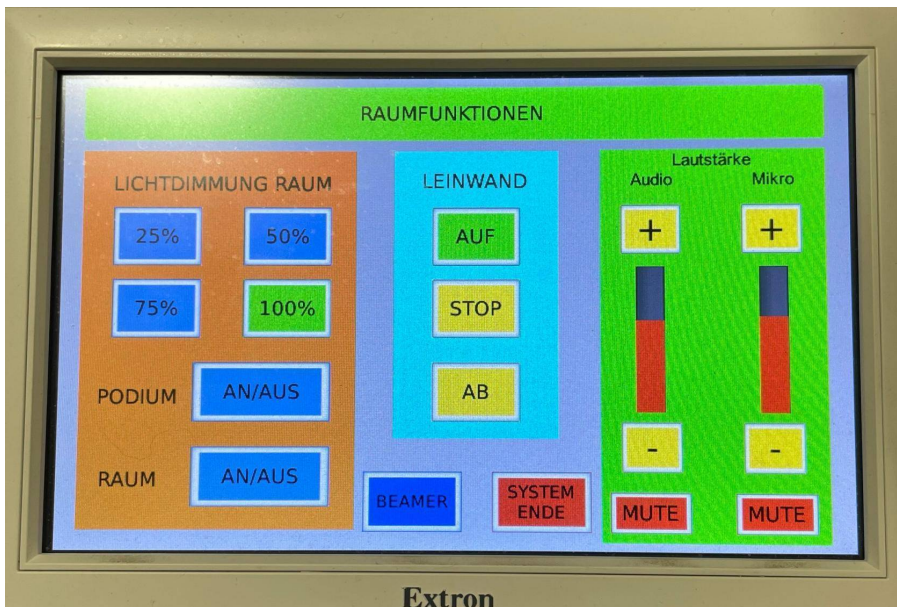 RAUMFUNKTIONEN
LICHTDIMMUNG RAUM
25%
50%
75%
100%
PODIUM
AN/AUS
RAUM
AN/AUS
LEINWAND
AUF
STOP
AB
BEAMER
SYSTEM
ENDE
Lautstärke
Audio
Mikro
+
+
-
-
MUTE
MUTE
Extron